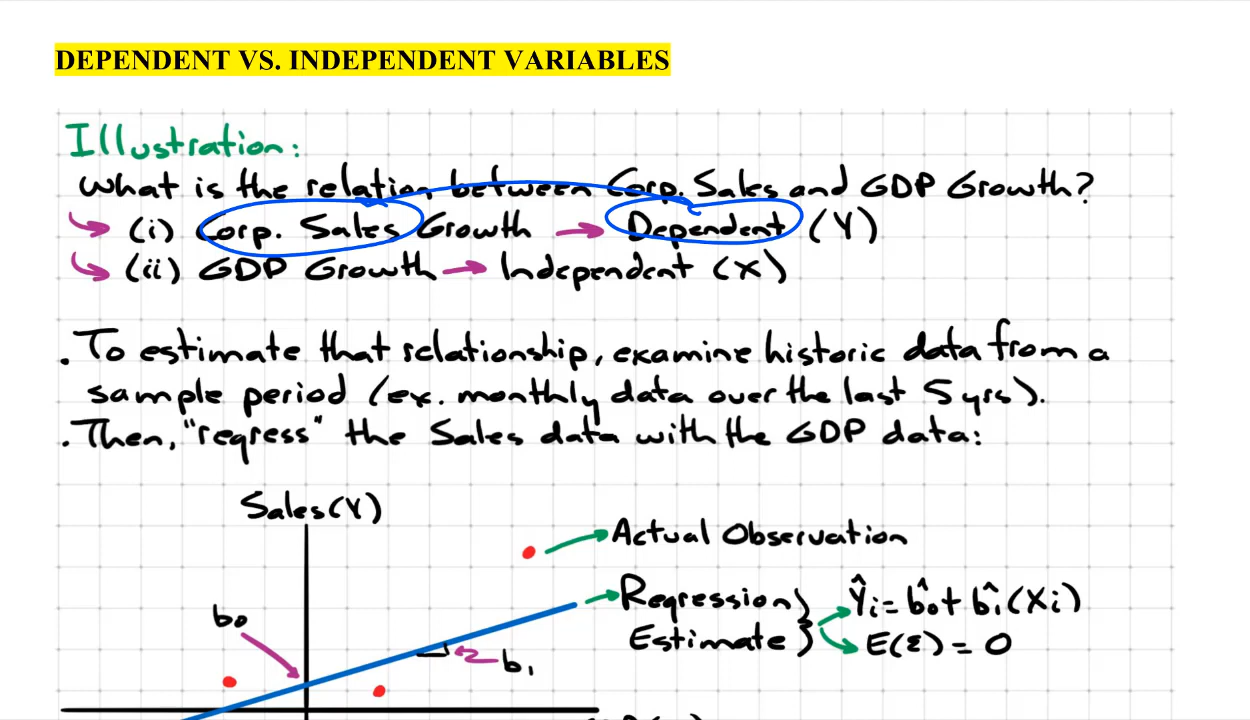 DEPENDENT VS. INDEPENDENT VARIABLES
Illustration:
What is the relation between Corp. Sales and GDP Growth?
(i) Corp. Sales Growth → Dependent (Y)
(ii) GDP Growth → Independent (X)
. To estimate that relationship, examine historic data from a
sample period (ex. monthly data over the last 5 yrs).
. Then, "regress" the Sales data with the GDP data:
Sales (Y)
Actual Observation
b₀
Regression
Estimate
Ŷi = b̂₀ + b̂₁(Xi)
E(ε) = 0
b₁